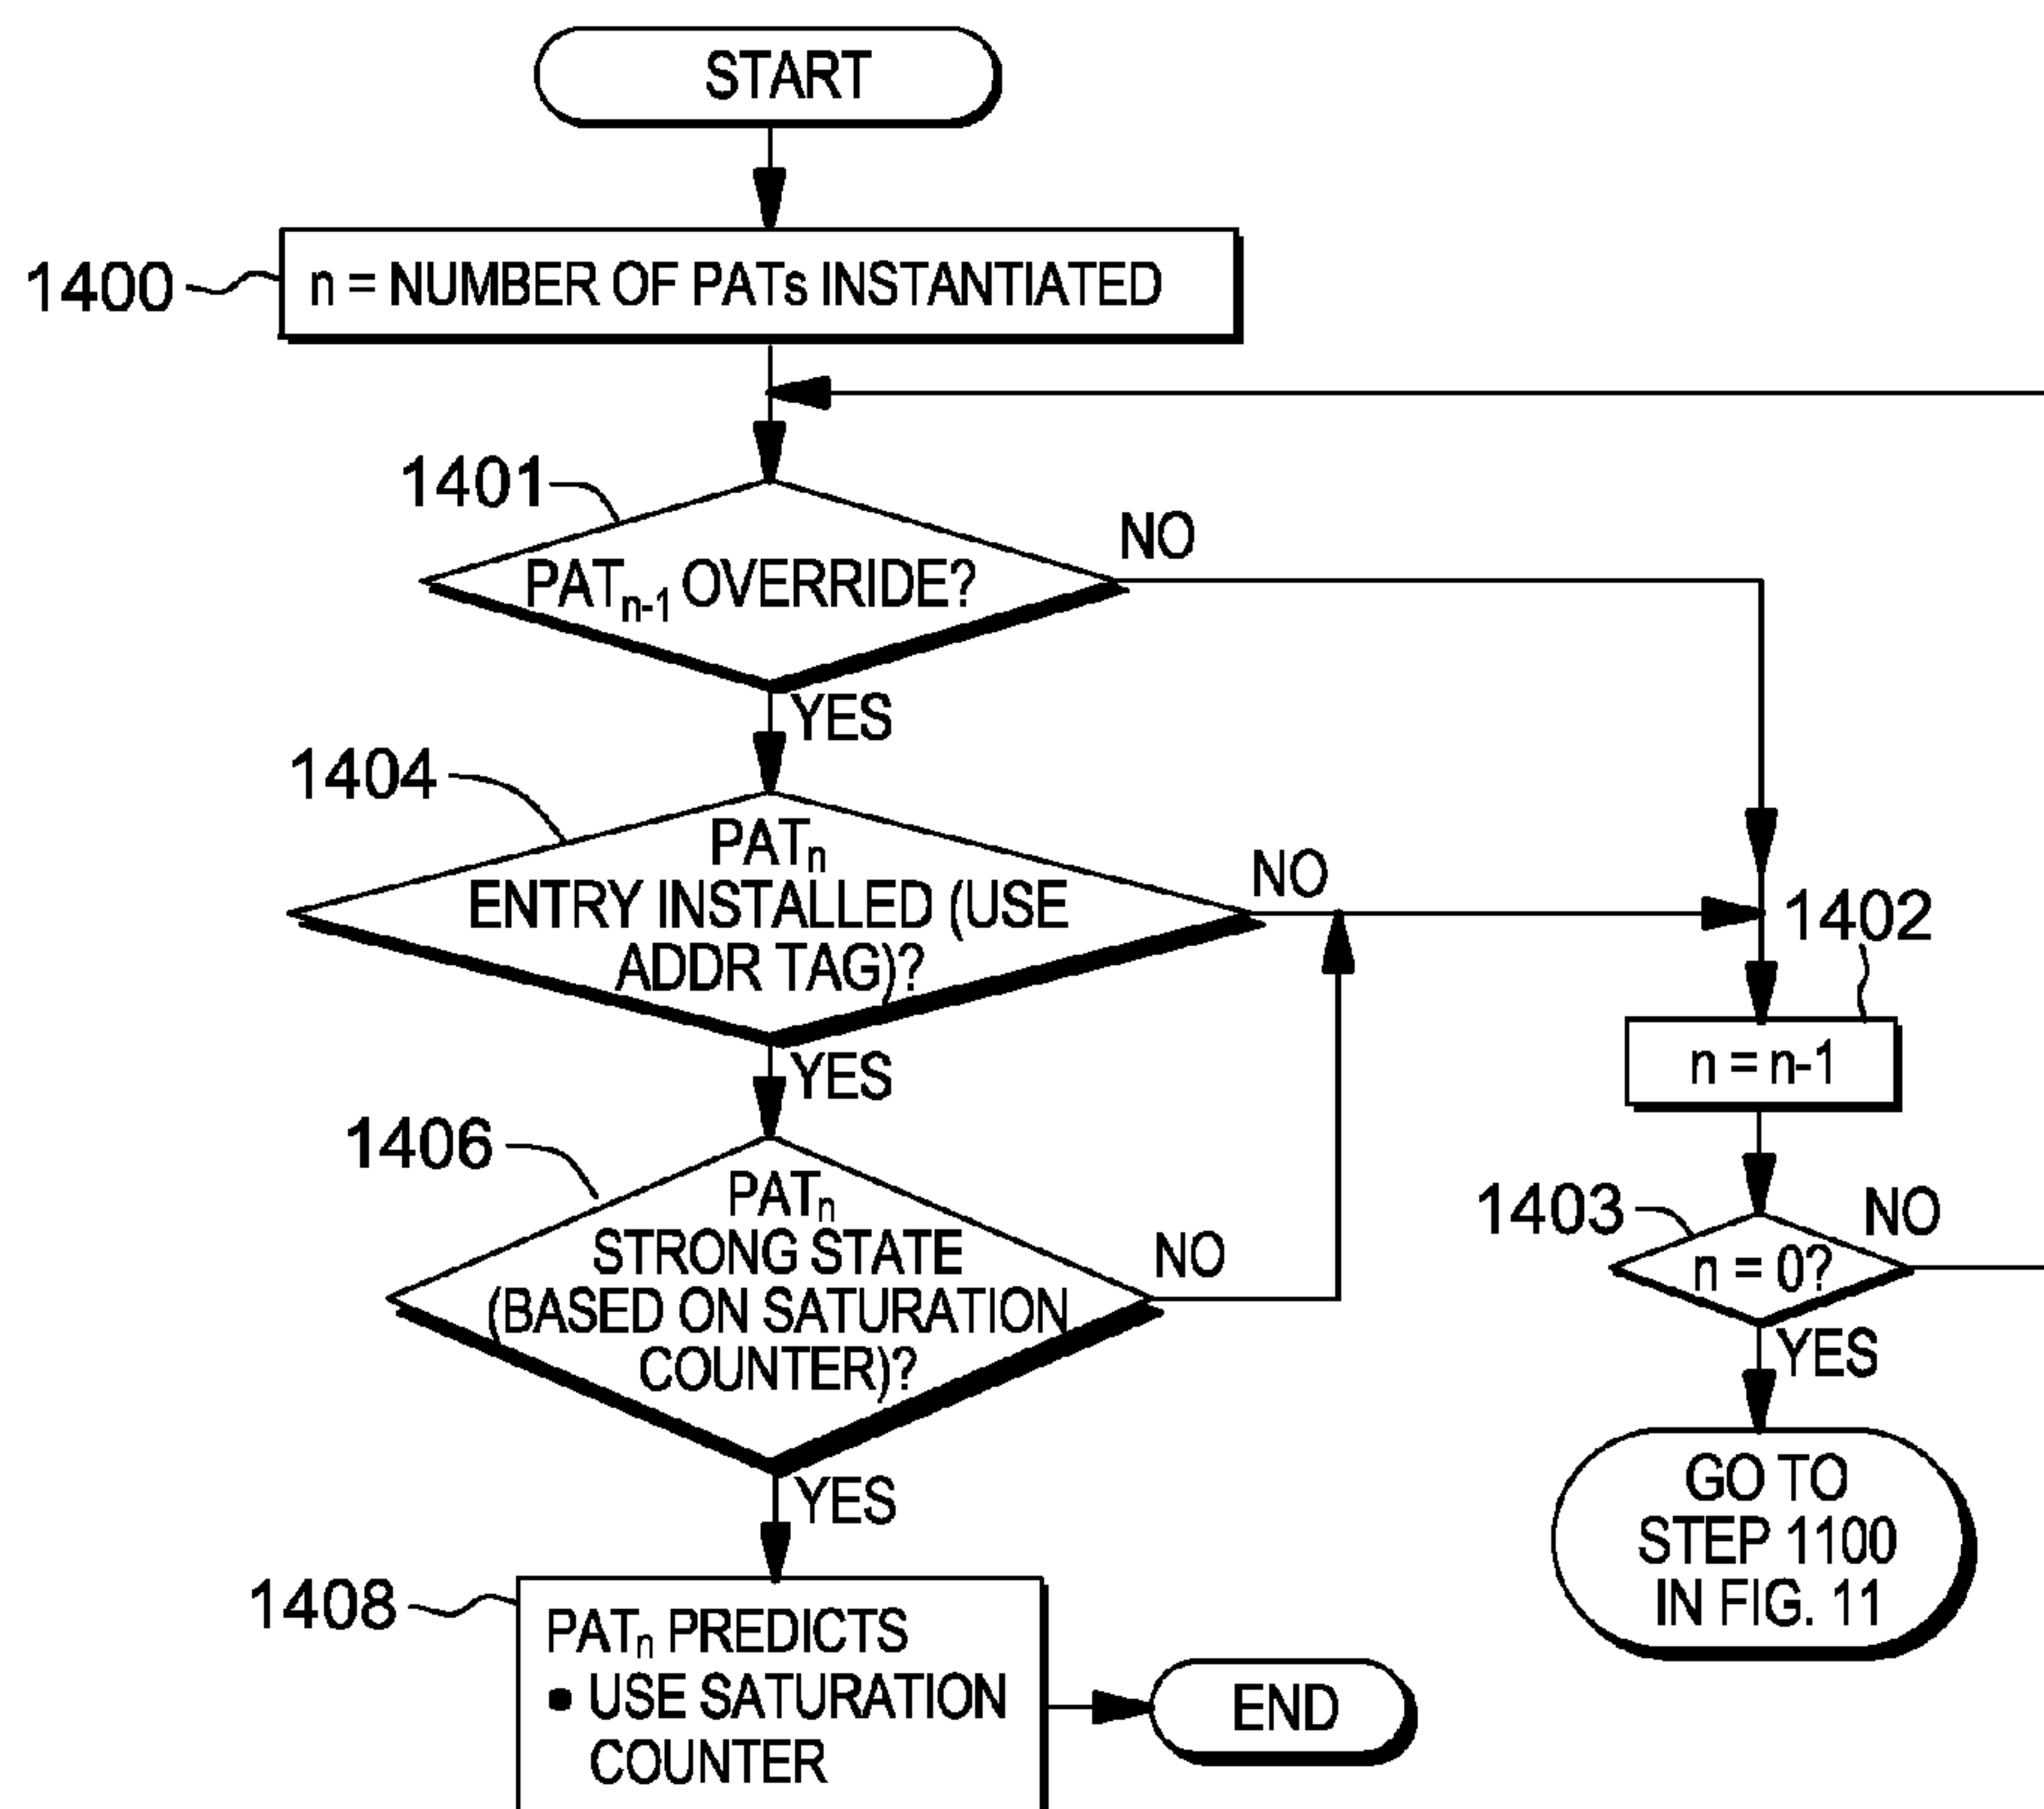 START
1400
n = NUMBER OF PATs INSTANTIATED
1401
PATn-1 OVERRIDE?
NO
YES
1404
PATn
ENTRY INSTALLED (USE
ADDR TAG)?
NO
YES
1402
n = n-1
1403
n = 0?
NO
YES
GO TO
STEP 1100
IN FIG. 11
1406
PATn
STRONG STATE
(BASED ON SATURATION
COUNTER)?
NO
YES
1408
PATn PREDICTS
• USE SATURATION
COUNTER
END